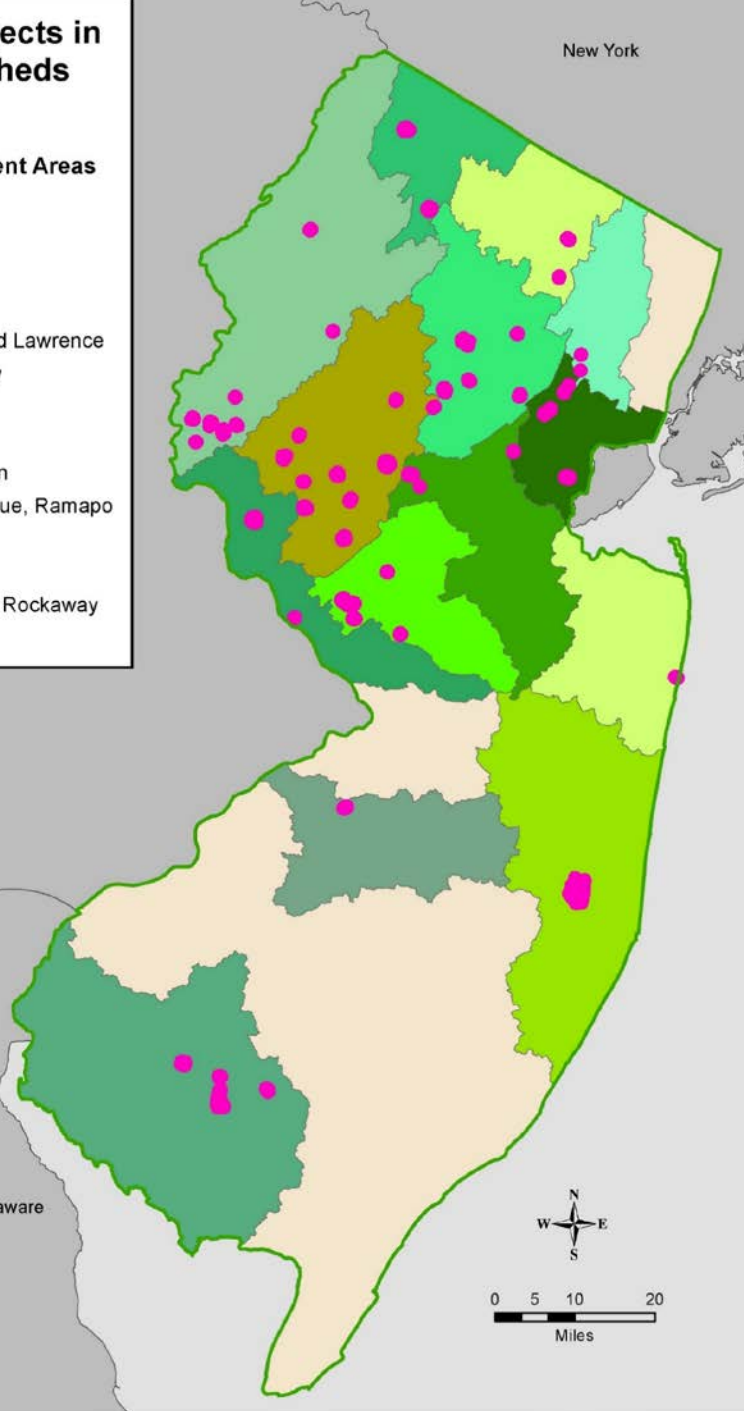 ects in
heds
ent Areas
d Lawrence
n
ue, Ramapo
Rockaway
New York
aware
N
W E
S
0 5 10 20
Miles